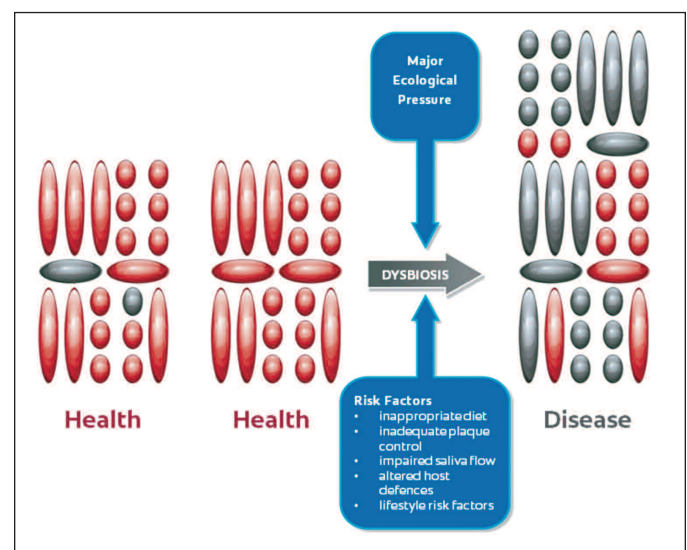 Major
Ecological
Pressure
DYSBIOSIS
Health
Health
Disease
Risk Factors
• inappropriate diet
• inadequate plaque
control
• impaired saliva flow
• altered host
defences
• lifestyle risk factors